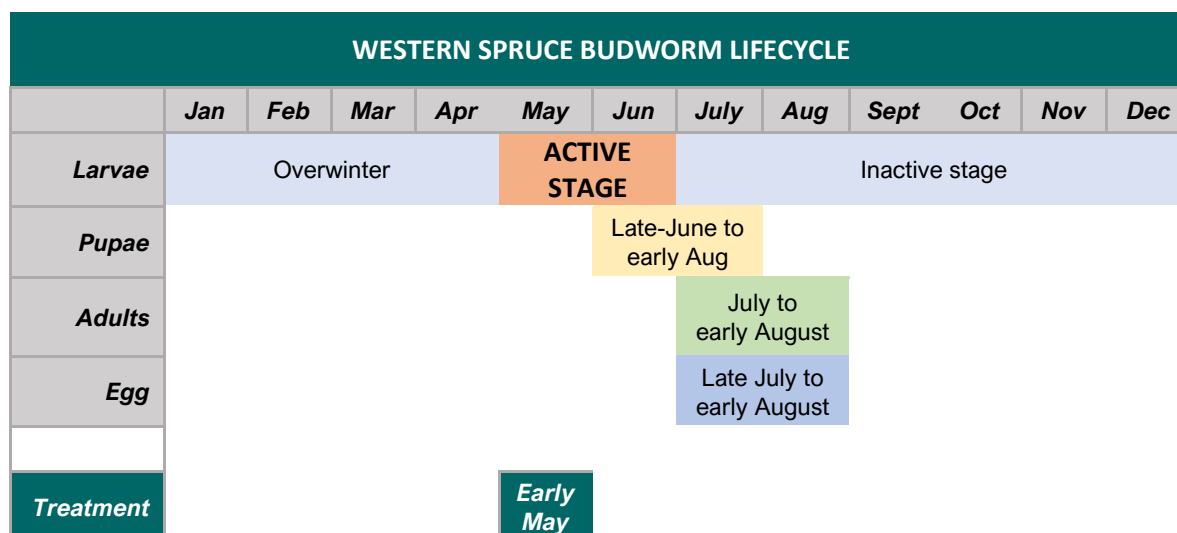 WESTERN SPRUCE BUDWORM LIFECYCLE
Jan Feb Mar Apr May Jun July Aug Sept Oct Nov Dec
Larvae Overwinter ACTIVE STAGE Inactive stage
Pupae Late-June to
early Aug
Adults July to
early August
Egg Late July to
early August
Treatment Early
May